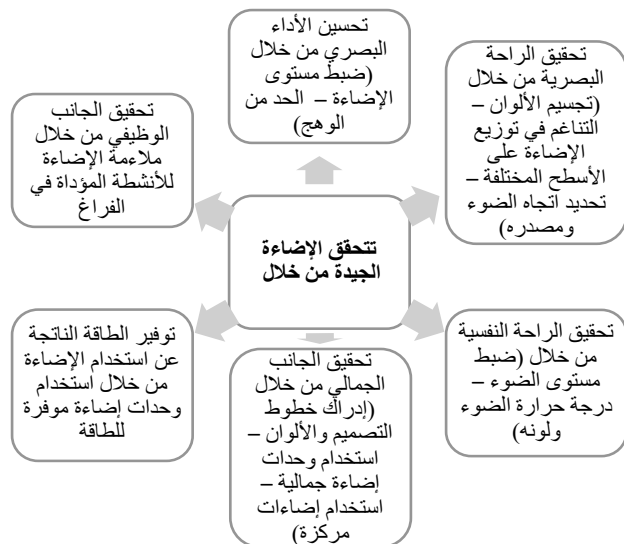 تحسين الأداء
البصري من خلال
(ضبط مستوى
الإضاءة – الحد من
الوهج)
تحقيق الراحة
البصرية من خلال
(تجسيم الألوان –
التناغم في توزيع
الإضاءة على
الأسطح المختلفة –
تحديد اتجاه الضوء
ومصدره)
تحقيق الجانب
الوظيفي من خلال
ملاءمة الإضاءة
للأنشطة المؤداة في
الفراغ
تتحقق الإضاءة
الجيدة من خلال
تحقيق الراحة النفسية
من خلال (ضبط
مستوى الضوء –
درجة حرارة الضوء
ولونه)
تحقيق الجانب
الجمالي من خلال
(إدراك خطوط
التصميم والألوان –
استخدام وحدات
إضاءة جمالية –
استخدام إضاءات
مركزة)
توفير الطاقة الناتجة
عن استخدام الإضاءة
من خلال استخدام
وحدات إضاءة موفرة
للطاقة